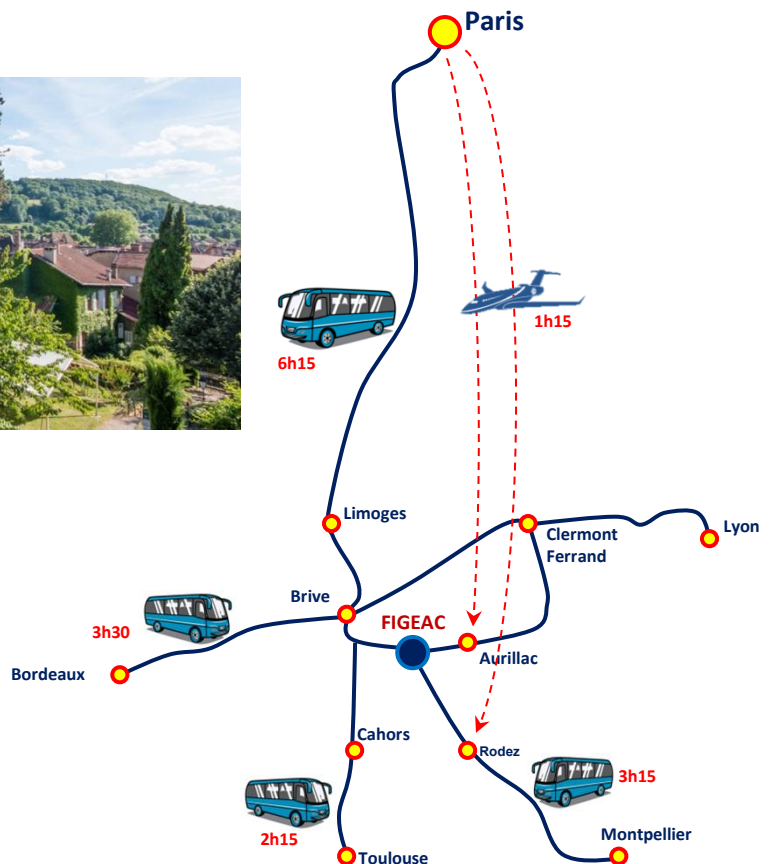 Paris
1h15
6h15
Limoges
Clermont
Ferrand
Lyon
Brive
FIGEAC
3h30
Aurillac
Bordeaux
Cahors
Rodez
3h15
2h15
Montpellier
Toulouse